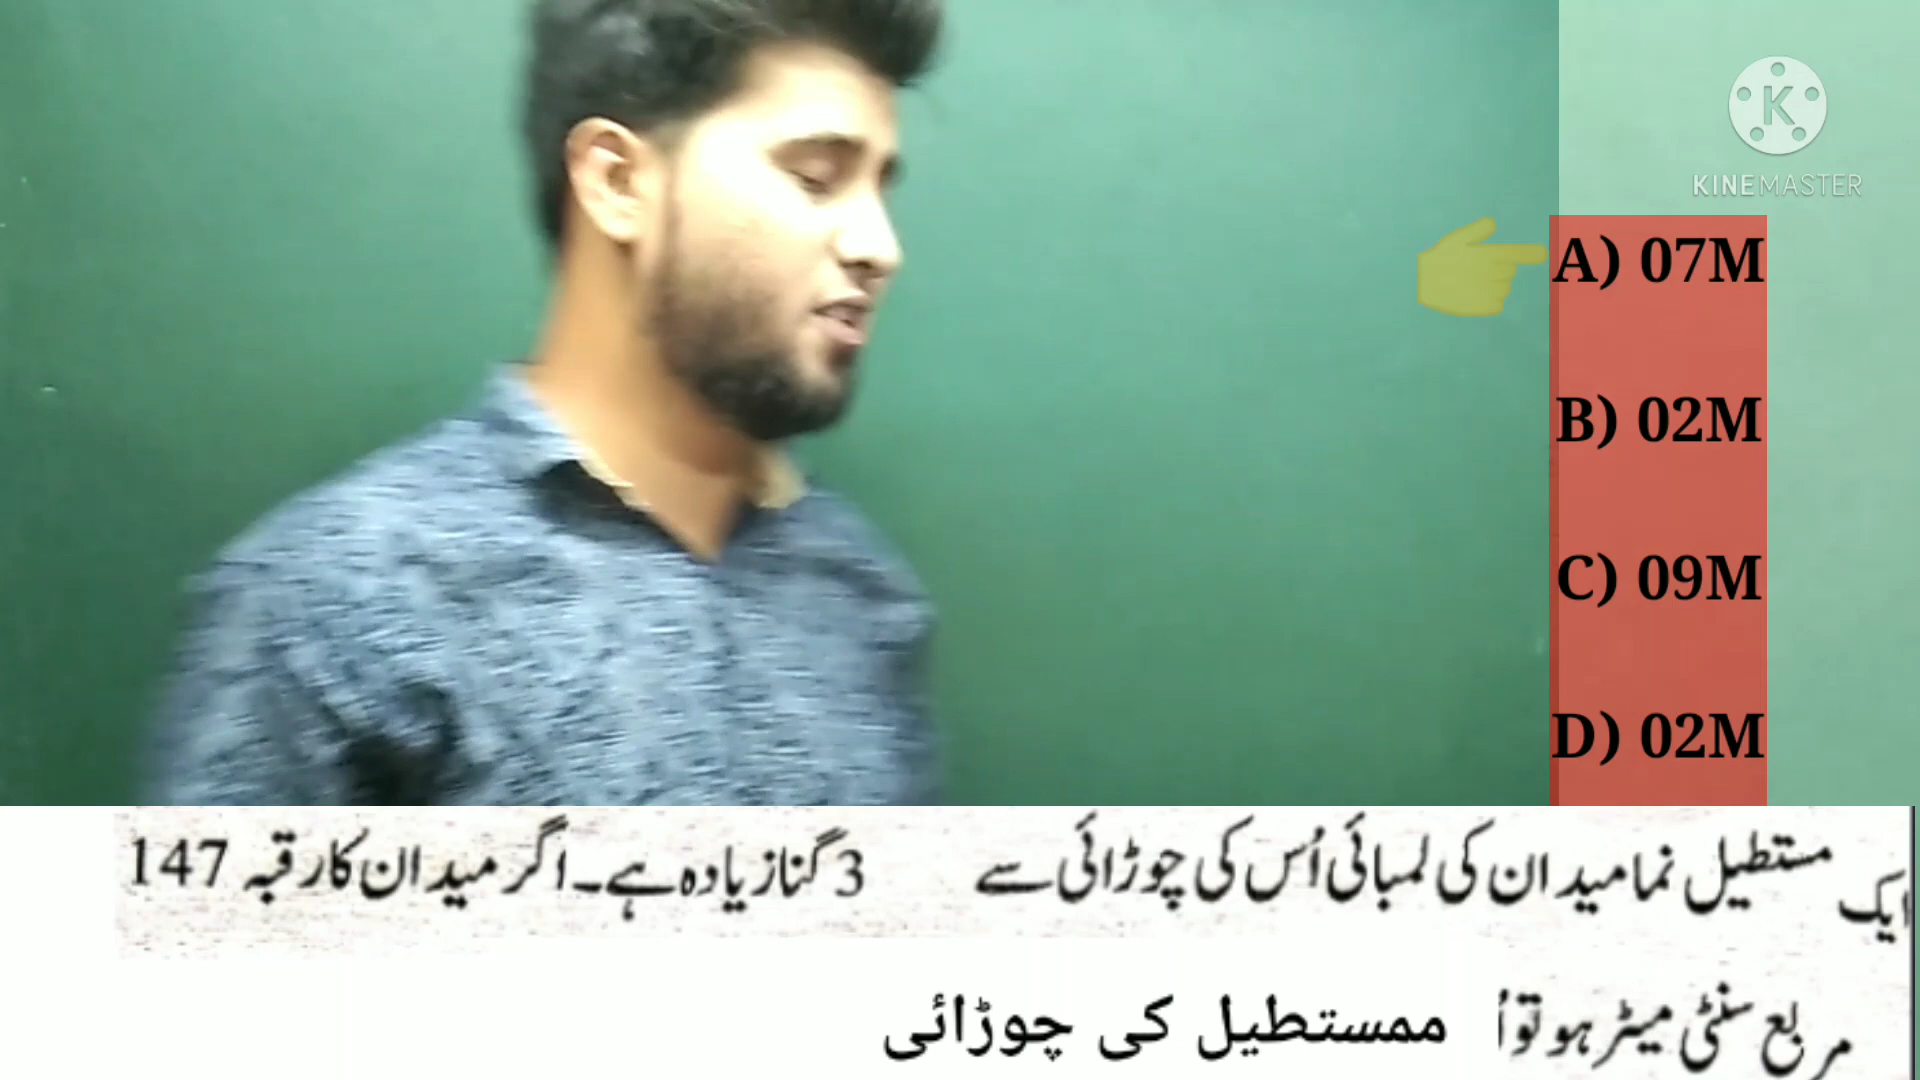 KINEMASTER
A) 07M
B) 02M
C) 09M
D) 02M
ایک مستطیل نما میدان کی لمبائی اُس کی چوڑائی سے 3 گنا زیادہ ہے۔ اگر میدان کا رقبہ 147
مربع سنٹی میٹر ہو تو اُ ممستطیل کی چوڑائی